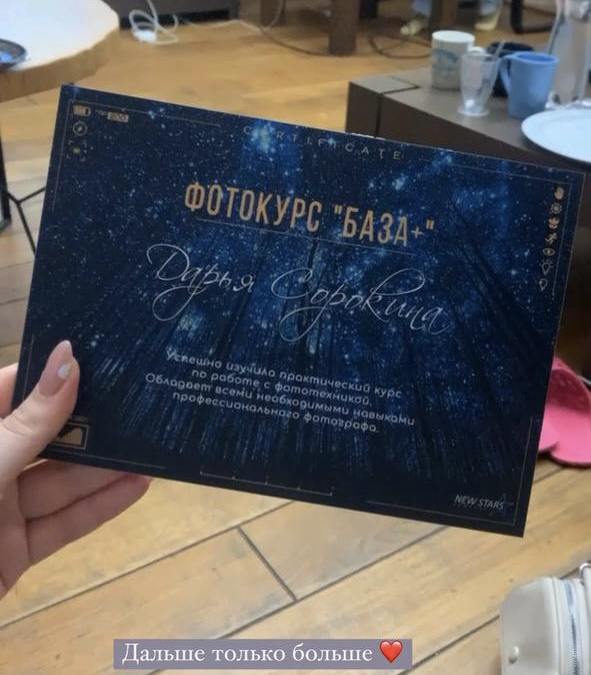 CERTIFICATE
ФОТОКУРС "БАЗА+"
Дарья Сорокина
Успешно изучила практический курс
по работе с фототехникой.
Обладает всеми необходимыми навыками
профессионального фотографа.
NEW STARS
Дальше только больше ❤️